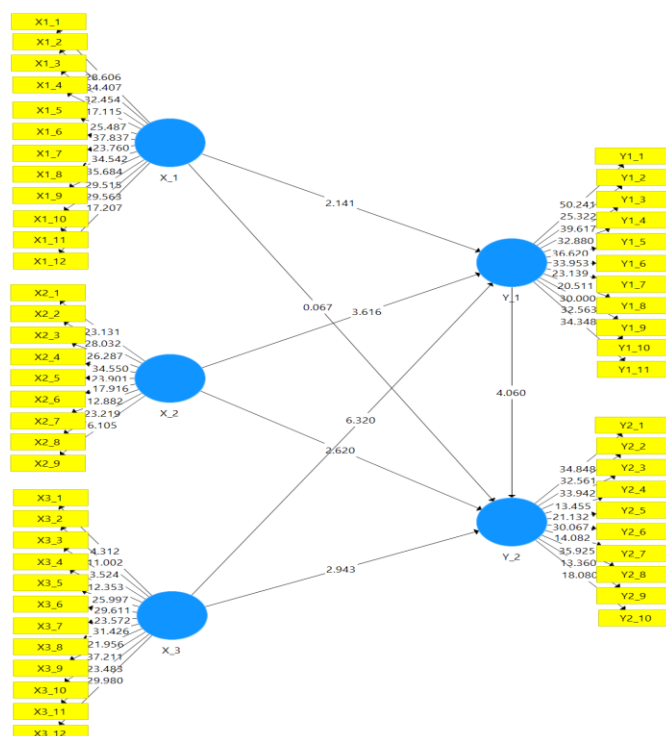 X1_1
X1_2
X1_3
X1_4
X1_5
X1_6
X1_7
X1_8
X1_9
X1_10
X1_11
X1_12
28.606
34.407
32.454
17.115
25.487
37.837
23.760
34.542
35.684
29.515
29.563
17.207
X_1
X2_1
X2_2
X2_3
X2_4
X2_5
X2_6
X2_7
X2_8
X2_9
23.131
28.032
26.287
34.550
23.901
17.916
12.882
23.219
6.105
X_2
X3_1
X3_2
X3_3
X3_4
X3_5
X3_6
X3_7
X3_8
X3_9
X3_10
X3_11
X3_12
4.312
11.002
3.524
12.353
25.997
29.611
23.572
31.426
21.956
37.211
23.483
29.980
X_3
2.141
3.616
0.067
6.320
2.620
2.943
4.060
Y_1
50.241
25.322
39.617
32.880
36.620
33.953
23.139
20.511
30.000
32.563
34.348
Y1_1
Y1_2
Y1_3
Y1_4
Y1_5
Y1_6
Y1_7
Y1_8
Y1_9
Y1_10
Y1_11
Y_2
34.848
32.561
33.942
13.455
21.132
30.067
14.082
35.925
13.360
18.080
Y2_1
Y2_2
Y2_3
Y2_4
Y2_5
Y2_6
Y2_7
Y2_8
Y2_9
Y2_10